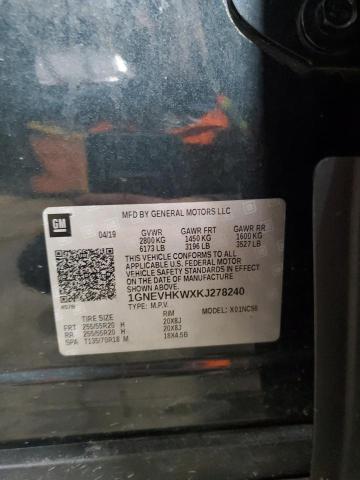 MFD BY GENERAL MOTORS LLC
GM 04/19 GVWR GAWR FRT GAWR RR
2800 KG 1450 KG 1600 KG
6173 LB 3196 LB 3527 LB
THIS VEHICLE CONFORMS TO ALL APPLICABLE
U.S. FEDERAL MOTOR VEHICLE SAFETY AND
THEFT PREVENTION STANDARDS IN
EFFECT ON THE DATE OF MANUFACTURE
SHOWN ABOVE.
1GNEVHKWXKJ278240
TYPE: M.P.V. MODEL: X01NC56
TIRE SIZE RIM
FRT 255/55R20 H 20X8J
RR 255/55R20 H 20X8J
SPA T135/70R18 M 18X4.5B